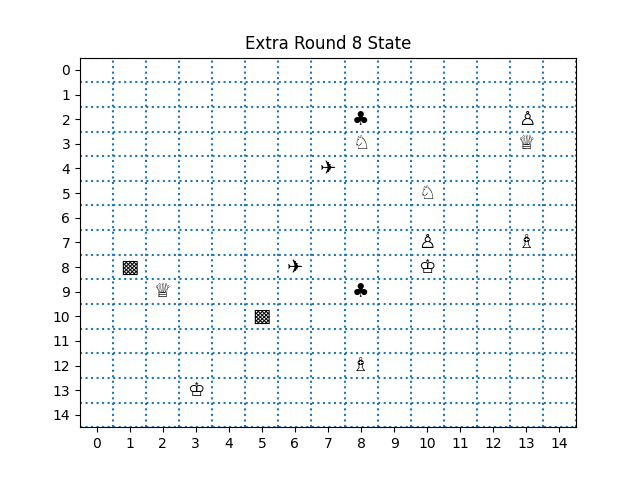 Extra Round 8 State
0
1
2 ♣ ♙
3 ♘ ♕
4 ✈
5 ♘
6
7 ♙ ♗
8 ▩ ✈ ♔
9 ♕ ♣
10 ▩
11
12 ♗
13 ♔
14
0 1 2 3 4 5 6 7 8 9 10 11 12 13 14